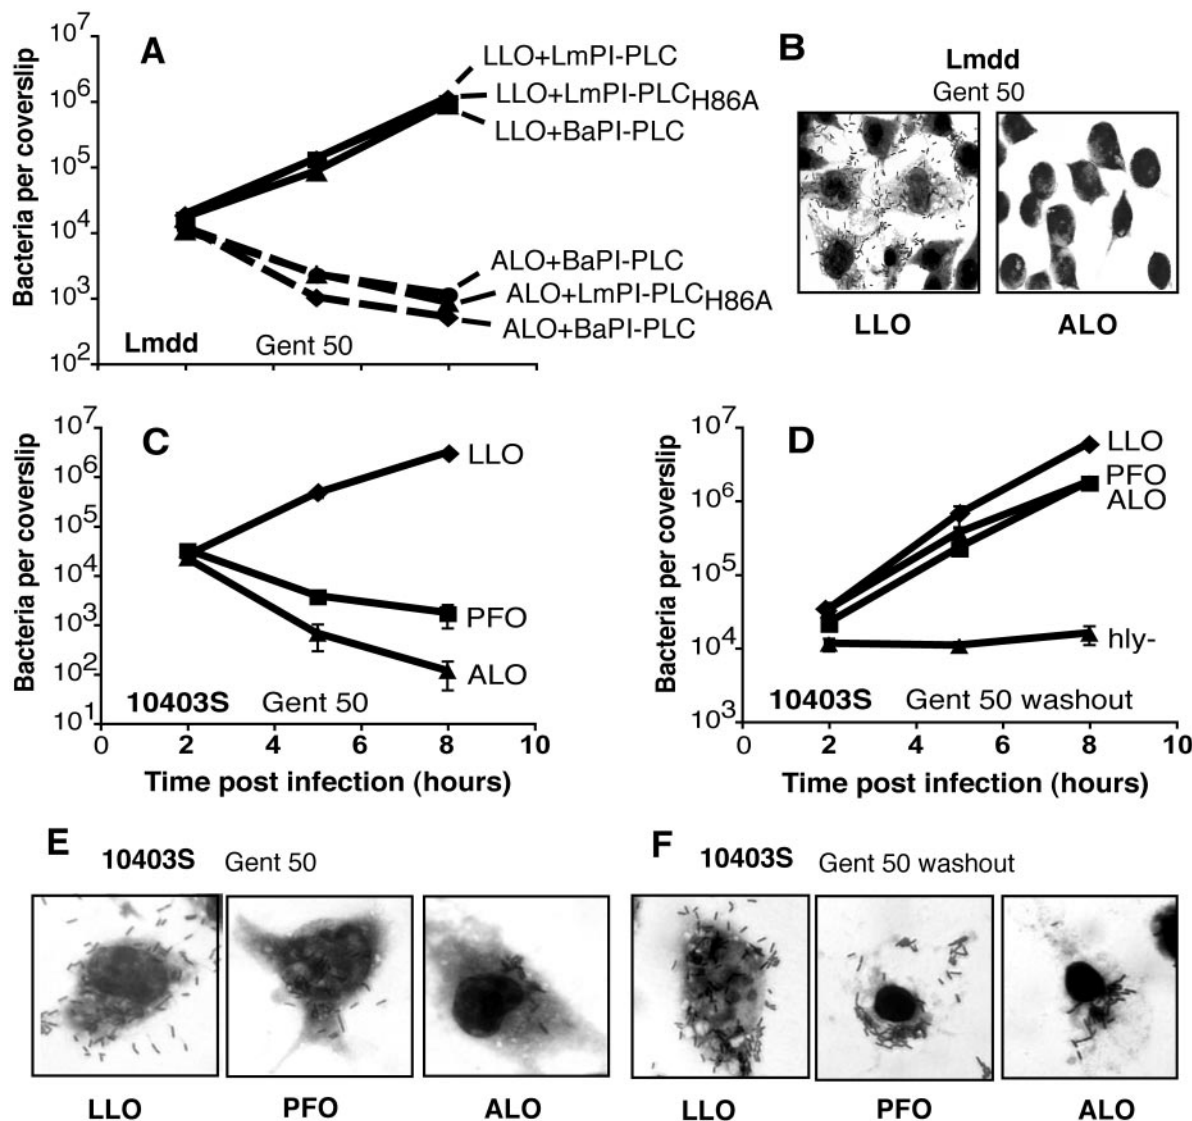 A
10⁷
10⁶
10⁵
10⁴
10³
10²
Bacteria per coverslip
LLO+LmPI-PLC
LLO+LmPI-PLC_H86A
LLO+BaPI-PLC
ALO+BaPI-PLC
ALO+LmPI-PLC_H86A
ALO+BaPI-PLC
Lmdd Gent 50
B
Lmdd
Gent 50
LLO ALO
C
10⁷
10⁶
10⁵
10⁴
10³
10²
10¹
Bacteria per coverslip
LLO
PFO
ALO
10403S Gent 50
0 2 4 6 8 10
Time post infection (hours)
D
10⁷
10⁶
10⁵
10⁴
10³
Bacteria per coverslip
LLO
PFO
ALO
hly-
10403S Gent 50 washout
0 2 4 6 8 10
Time post infection (hours)
E 10403S Gent 50
LLO PFO ALO
F 10403S Gent 50 washout
LLO PFO ALO